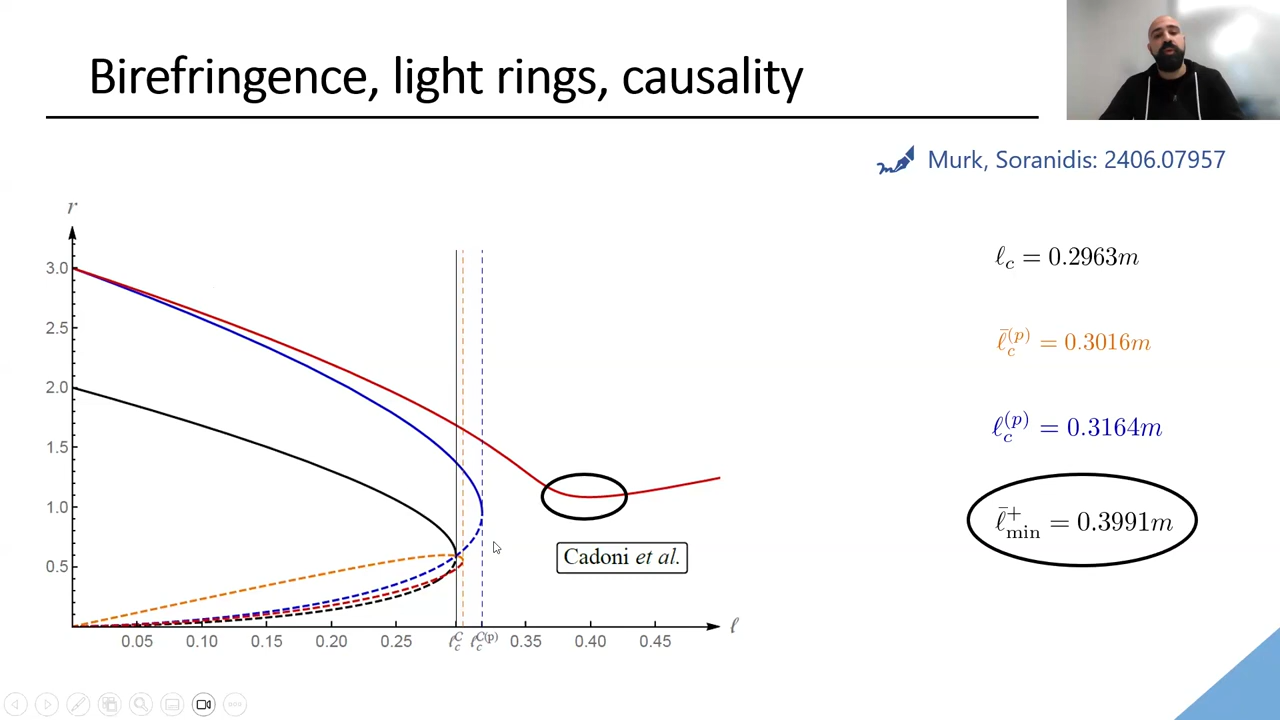 Birefringence, light rings, causality
Murk, Soranidis: 2406.07957
r
3.0
2.5
2.0
1.5
1.0
0.5
0.05 0.10 0.15 0.20 0.25 ℓ_c^C ℓ_c^{C(p)} 0.35 0.40 0.45 ℓ
Cadoni et al.
ℓ_c = 0.2963m
ℓ̄_c^{(p)} = 0.3016m
ℓ_c^{(p)} = 0.3164m
ℓ̄_min^+ = 0.3991m